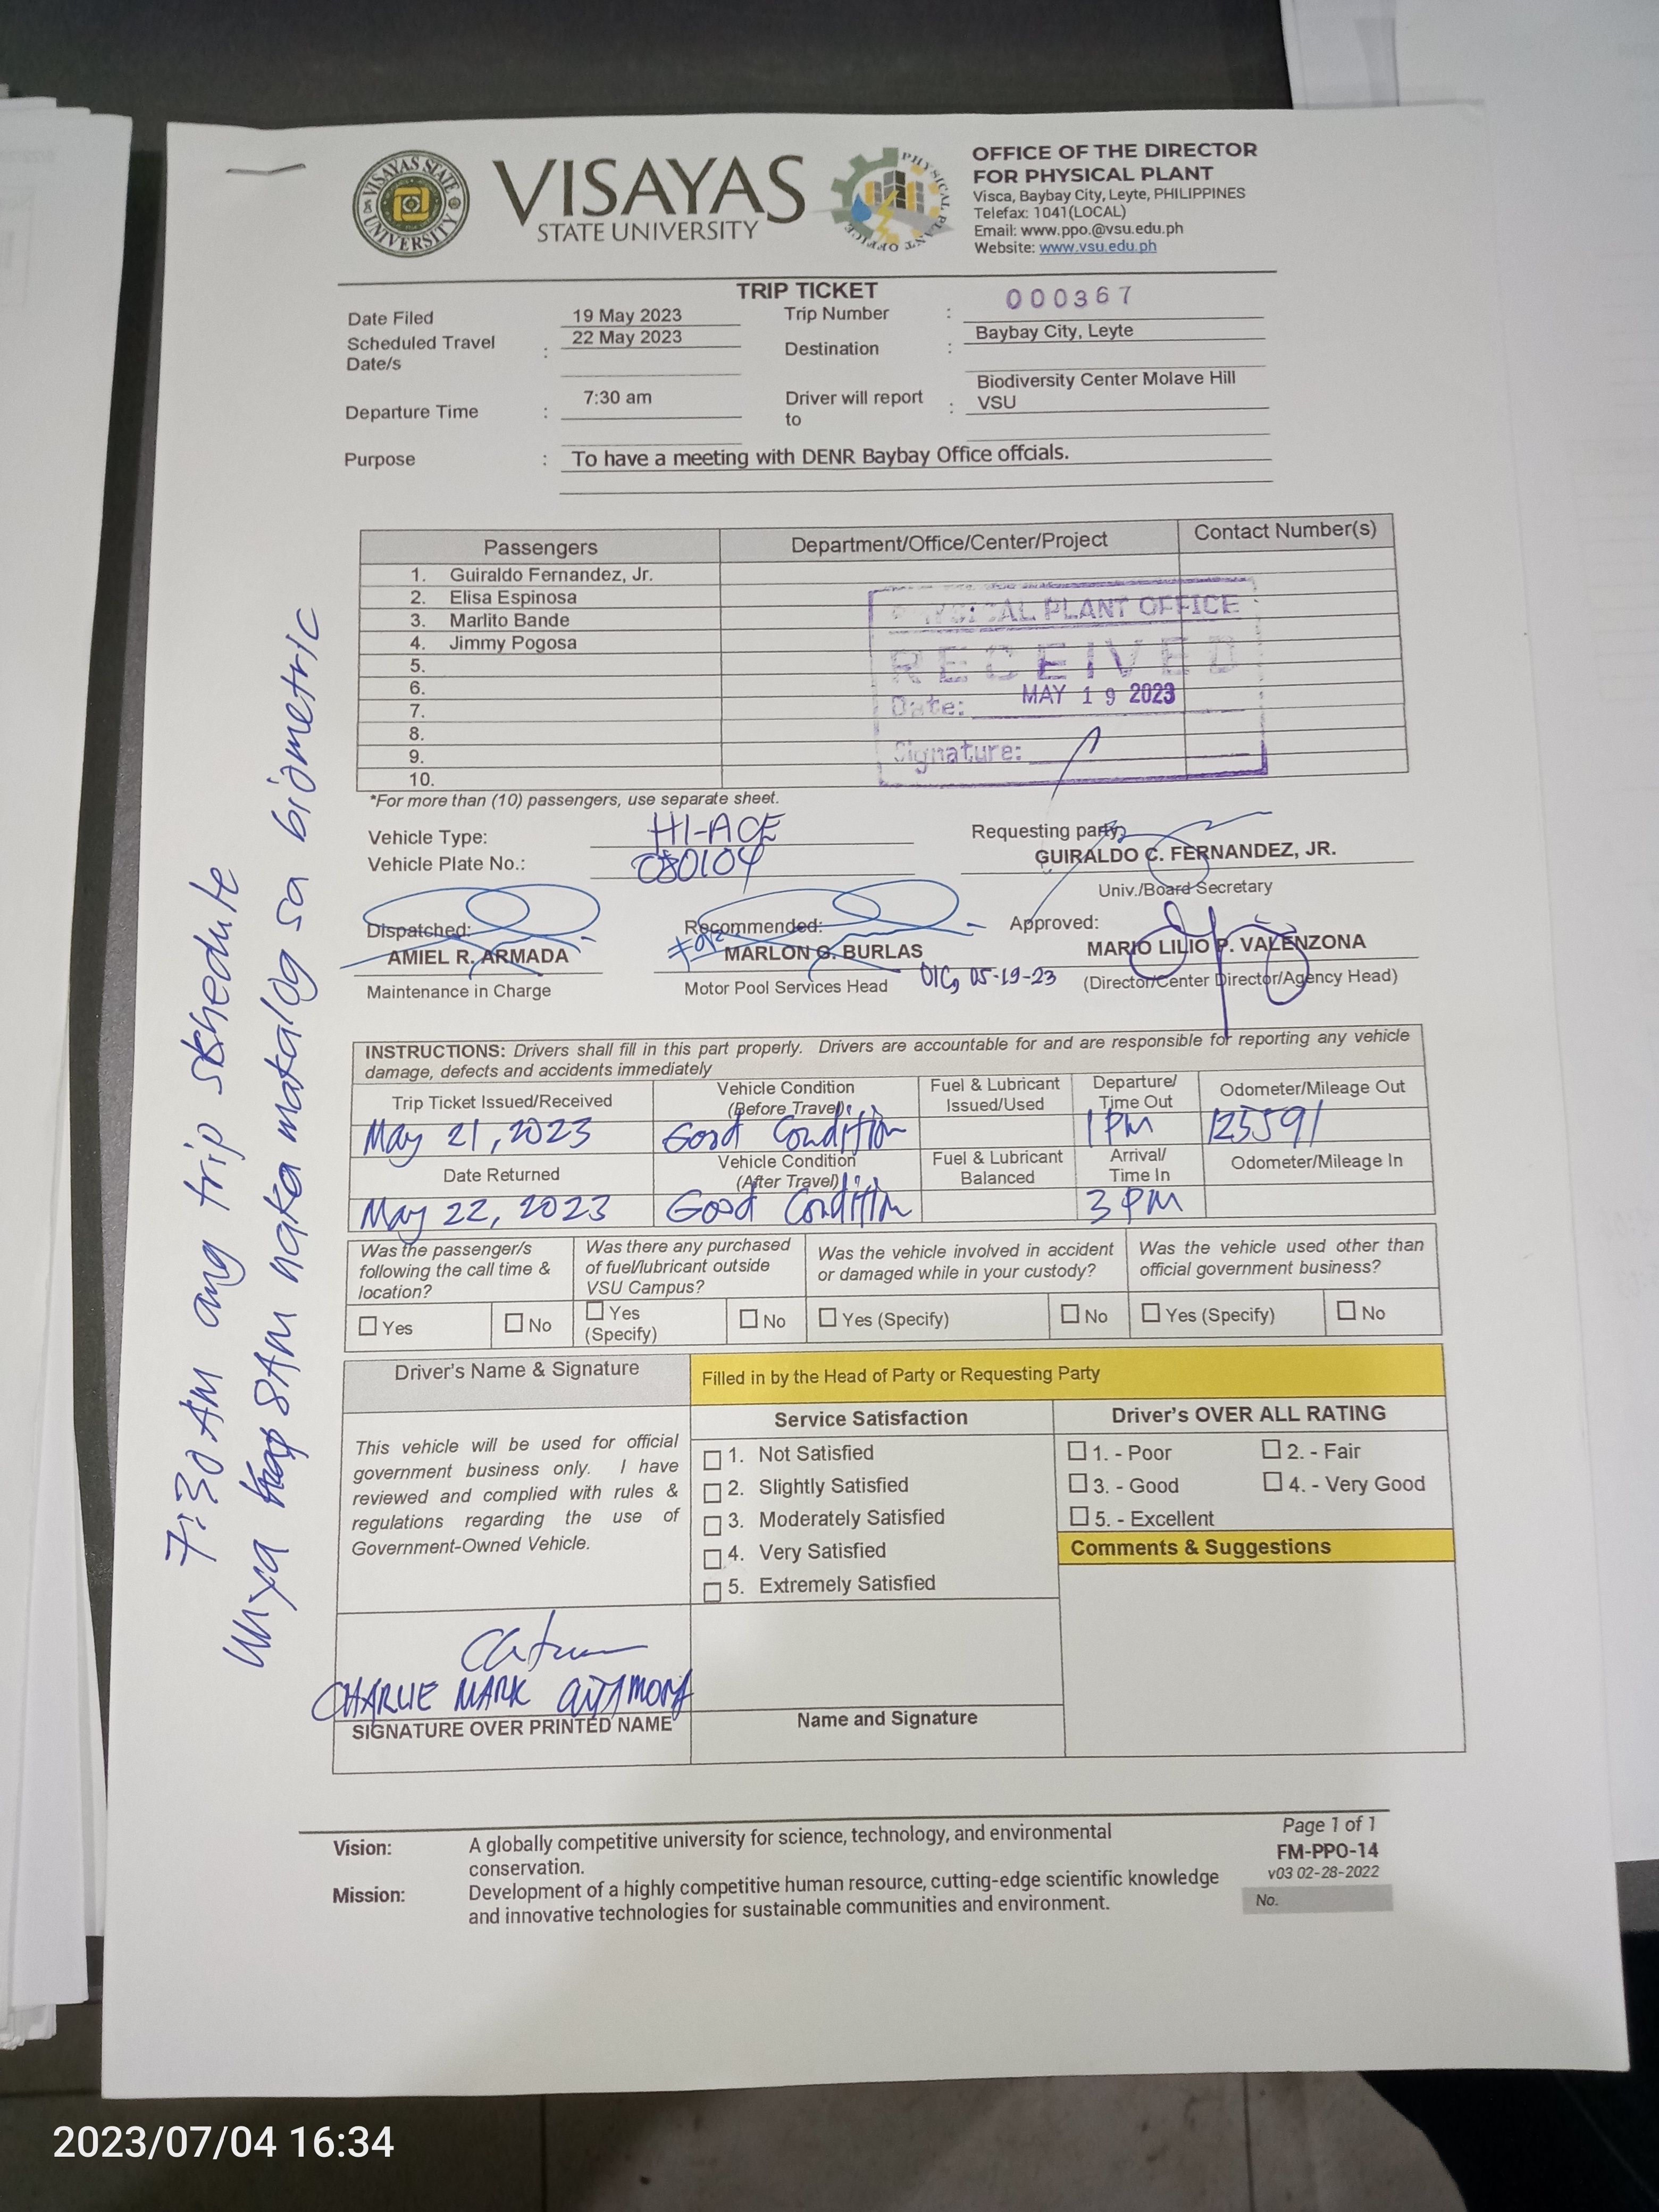 VISAYAS STATE UNIVERSITY
VISAYAS
STATE UNIVERSITY
PHYSICAL PLANT OFFICE
OFFICE OF THE DIRECTOR
FOR PHYSICAL PLANT
Visca, Baybay City, Leyte, PHILIPPINES
Telefax: 1041(LOCAL)
Email: www.ppo.@vsu.edu.ph
Website: www.vsu.edu.ph
TRIP TICKET
Date Filed 19 May 2023 Trip Number : 000367
Scheduled Travel Date/s : 22 May 2023 Destination : Baybay City, Leyte
Departure Time : 7:30 am Driver will report to : Biodiversity Center Molave Hill VSU
Purpose : To have a meeting with DENR Baybay Office offcials.
Passengers Department/Office/Center/Project Contact Number(s)
1. Guiraldo Fernandez, Jr.
2. Elisa Espinosa
3. Marlito Bande
4. Jimmy Pogosa
5.
6.
7.
8.
9.
10.
PHYSICAL PLANT OFFICE
RECEIVED
Date: MAY 19 2023
Signature:
*For more than (10) passengers, use separate sheet.
Vehicle Type: HI-ACE
Vehicle Plate No.: 080104
Requesting party:
GUIRALDO C. FERNANDEZ, JR.
Univ./Board Secretary
Dispatched: Recommended: Approved:
AMIEL R. ARMADA for MARLON G. BURLAS MARIO LILIO P. VALENZONA
Maintenance in Charge Motor Pool Services Head OIC, 05-19-23 (Director/Center Director/Agency Head)
INSTRUCTIONS: Drivers shall fill in this part properly. Drivers are accountable for and are responsible for reporting any vehicle
damage, defects and accidents immediately
Trip Ticket Issued/Received Vehicle Condition (Before Travel) Fuel & Lubricant Issued/Used Departure/ Time Out Odometer/Mileage Out
May 21, 2023 Good Condition 1 PM 125591
Date Returned Vehicle Condition (After Travel) Fuel & Lubricant Balanced Arrival/ Time In Odometer/Mileage In
May 22, 2023 Good Condition 3 PM
Was the passenger/s following the call time & location? Was there any purchased of fuel/lubricant outside VSU Campus? Was the vehicle involved in accident or damaged while in your custody? Was the vehicle used other than official government business?
Yes No Yes (Specify) No Yes (Specify) No Yes (Specify) No
Driver's Name & Signature Filled in by the Head of Party or Requesting Party
Service Satisfaction Driver's OVER ALL RATING
This vehicle will be used for official
government business only. I have
reviewed and complied with rules &
regulations regarding the use of
Government-Owned Vehicle.
1. Not Satisfied
2. Slightly Satisfied
3. Moderately Satisfied
4. Very Satisfied
5. Extremely Satisfied
1. - Poor 2. - Fair
3. - Good 4. - Very Good
5. - Excellent
Comments & Suggestions
CHARLIE MARK
SIGNATURE OVER PRINTED NAME
Name and Signature
7:30 AM ang trip schedule
unya 8AM naka matalog sa biometric
Vision: A globally competitive university for science, technology, and environmental
conservation.
Mission: Development of a highly competitive human resource, cutting-edge scientific knowledge
and innovative technologies for sustainable communities and environment.
Page 1 of 1
FM-PPO-14
v03 02-28-2022
No.
2023/07/04 16:34